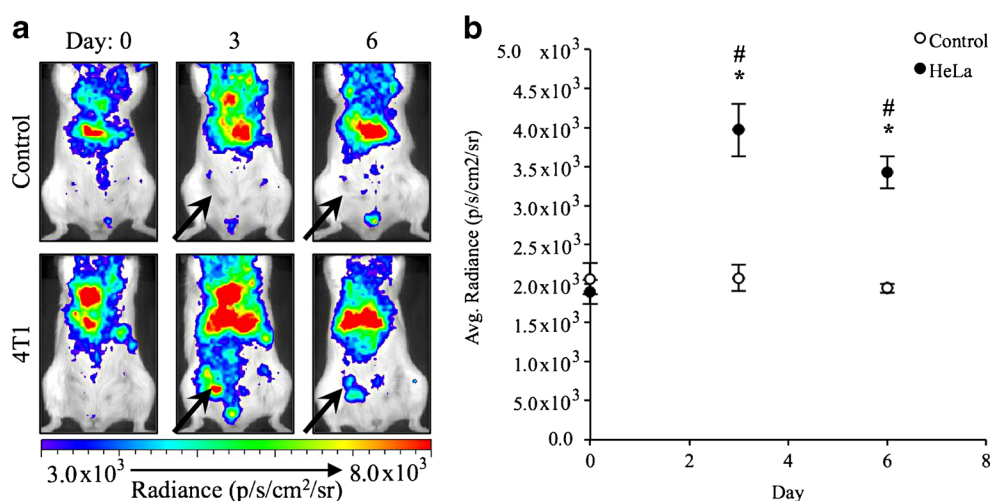 a
Day: 0 3 6
Control
4T1
3.0x10³ 8.0x10³
Radiance (p/s/cm²/sr)
b
Control
HeLa
Avg. Radiance (p/s/cm2/sr)
5.0 x10³
4.5x10³
4.0x10³
3.5x10³
3.0x10³
2.5x10³
2.0x10³
1.5x10³
1.0x10³
5.0x10³
0.0
# #
* *
0 2 4 6 8
Day